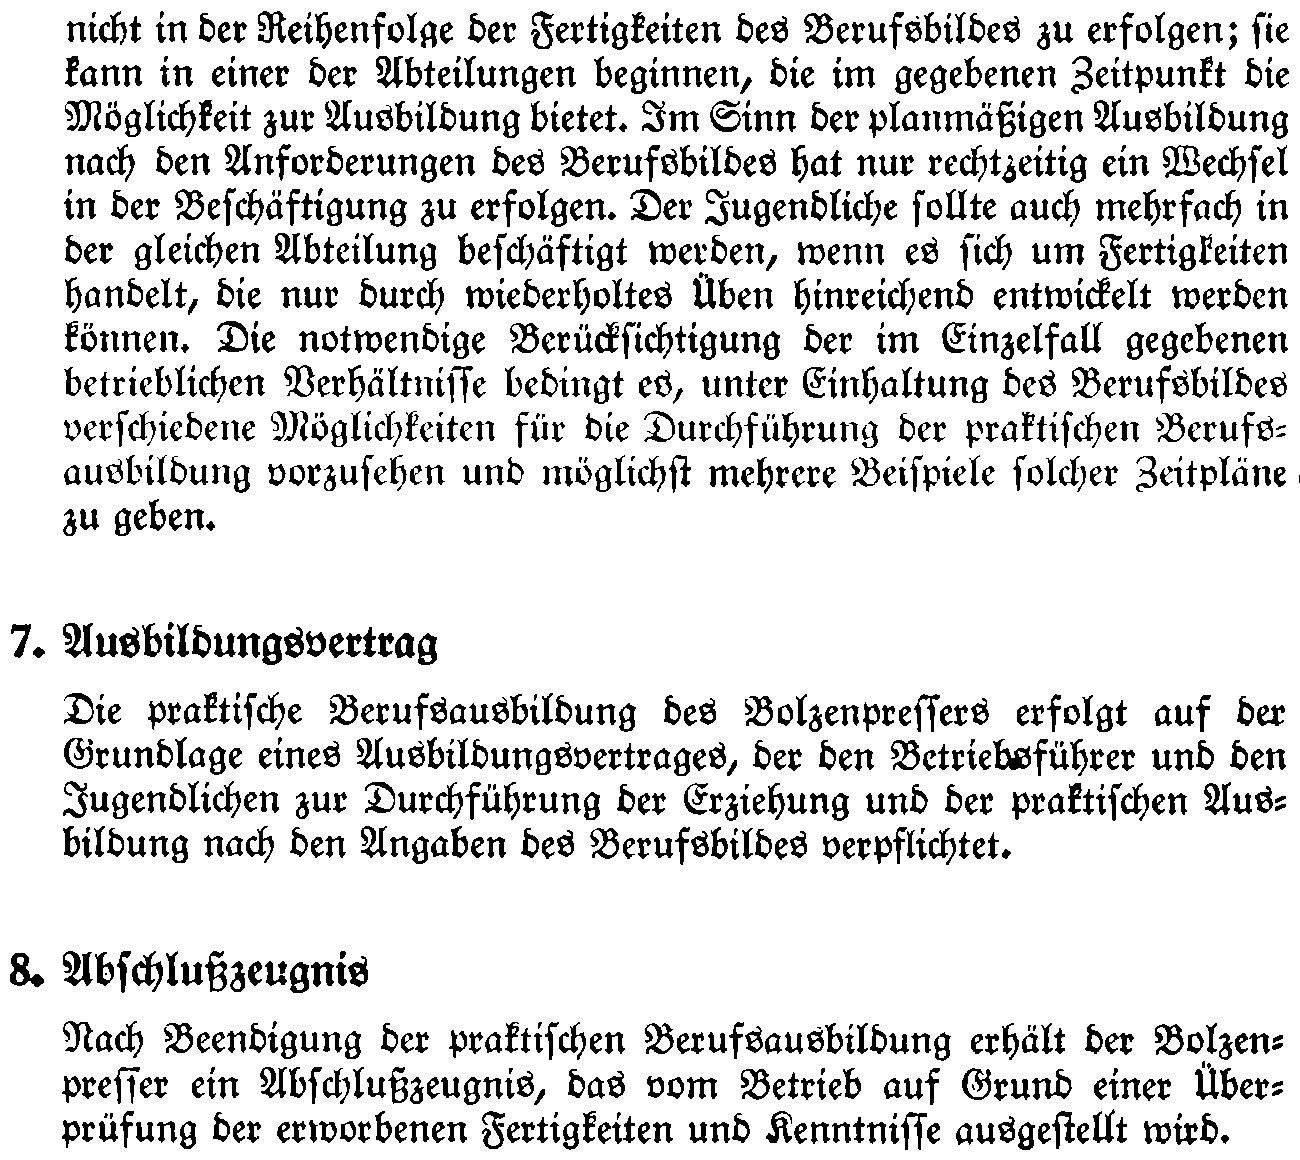 nicht in der Reihenfolge der Fertigkeiten des Berufsbildes zu erfolgen; sie
kann in einer der Abteilungen beginnen, die im gegebenen Zeitpunkt die
Möglichkeit zur Ausbildung bietet. Im Sinn der planmäßigen Ausbildung
nach den Anforderungen des Berufsbildes hat nur rechtzeitig ein Wechsel
in der Beschäftigung zu erfolgen. Der Jugendliche sollte auch mehrfach in
der gleichen Abteilung beschäftigt werden, wenn es sich um Fertigkeiten
handelt, die nur durch wiederholtes Üben hinreichend entwickelt werden
können. Die notwendige Berücksichtigung der im Einzelfall gegebenen
betrieblichen Verhältnisse bedingt es, unter Einhaltung des Berufsbildes
verschiedene Möglichkeiten für die Durchführung der praktischen Berufs-
ausbildung vorzusehen und möglichst mehrere Beispiele solcher Zeitpläne
zu geben.
7. Ausbildungsvertrag
Die praktische Berufsausbildung des Bolzenpressers erfolgt auf der
Grundlage eines Ausbildungsvertrages, der den Betriebsführer und den
Jugendlichen zur Durchführung der Erziehung und der praktischen Aus-
bildung nach den Angaben des Berufsbildes verpflichtet.
8. Abschlußzeugnis
Nach Beendigung der praktischen Berufsausbildung erhält der Bolzen-
presser ein Abschlußzeugnis, das vom Betrieb auf Grund einer Über-
prüfung der erworbenen Fertigkeiten und Kenntnisse ausgestellt wird.